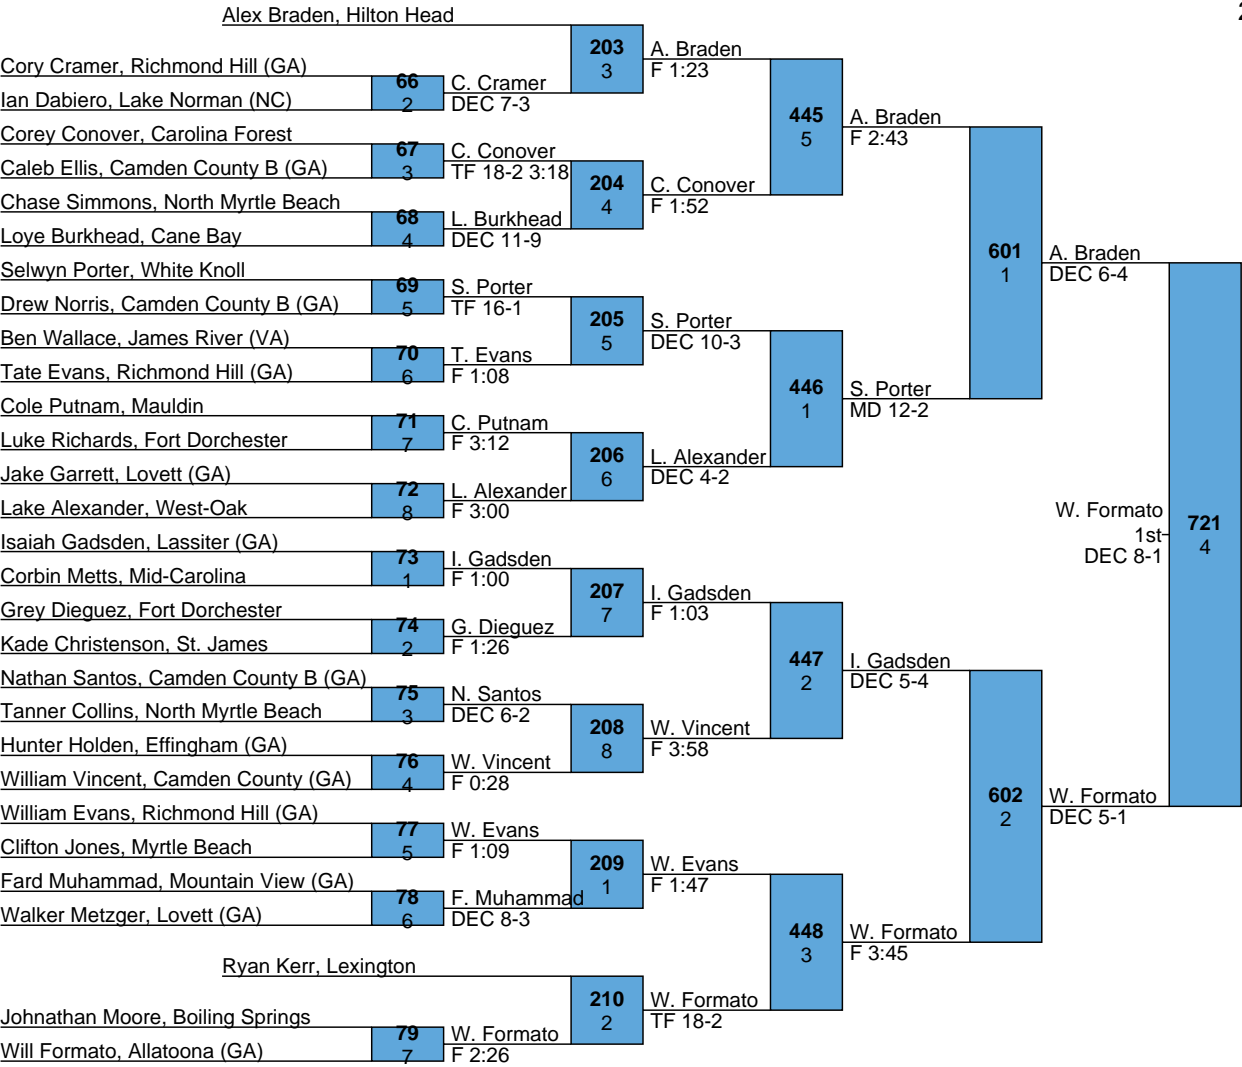 Alex Braden, Hilton Head
203
3
A. Braden
F 1:23
Cory Cramer, Richmond Hill (GA)
66
2
C. Cramer
DEC 7-3
Ian Dabiero, Lake Norman (NC)
445
5
A. Braden
F 2:43
Corey Conover, Carolina Forest
67
3
C. Conover
TF 18-2 3:18
Caleb Ellis, Camden County B (GA)
204
4
C. Conover
F 1:52
Chase Simmons, North Myrtle Beach
68
4
L. Burkhead
DEC 11-9
Loye Burkhead, Cane Bay
601
1
A. Braden
DEC 6-4
Selwyn Porter, White Knoll
69
5
S. Porter
TF 16-1
Drew Norris, Camden County B (GA)
205
5
S. Porter
DEC 10-3
Ben Wallace, James River (VA)
70
6
T. Evans
F 1:08
Tate Evans, Richmond Hill (GA)
446
1
S. Porter
MD 12-2
Cole Putnam, Mauldin
71
7
C. Putnam
F 3:12
Luke Richards, Fort Dorchester
206
6
L. Alexander
DEC 4-2
Jake Garrett, Lovett (GA)
72
8
L. Alexander
F 3:00
Lake Alexander, West-Oak
W. Formato
1st
DEC 8-1
721
4
Isaiah Gadsden, Lassiter (GA)
73
1
I. Gadsden
F 1:00
Corbin Metts, Mid-Carolina
207
7
I. Gadsden
F 1:03
Grey Dieguez, Fort Dorchester
74
2
G. Dieguez
F 1:26
Kade Christenson, St. James
447
2
I. Gadsden
DEC 5-4
Nathan Santos, Camden County B (GA)
75
3
N. Santos
DEC 6-2
Tanner Collins, North Myrtle Beach
208
8
W. Vincent
F 3:58
Hunter Holden, Effingham (GA)
76
4
W. Vincent
F 0:28
William Vincent, Camden County (GA)
602
2
W. Formato
DEC 5-1
William Evans, Richmond Hill (GA)
77
5
W. Evans
F 1:09
Clifton Jones, Myrtle Beach
209
1
W. Evans
F 1:47
Fard Muhammad, Mountain View (GA)
78
6
F. Muhammad
DEC 8-3
Walker Metzger, Lovett (GA)
448
3
W. Formato
F 3:45
Ryan Kerr, Lexington
210
2
W. Formato
TF 18-2
Johnathan Moore, Boiling Springs
79
7
W. Formato
F 2:26
Will Formato, Allatoona (GA)